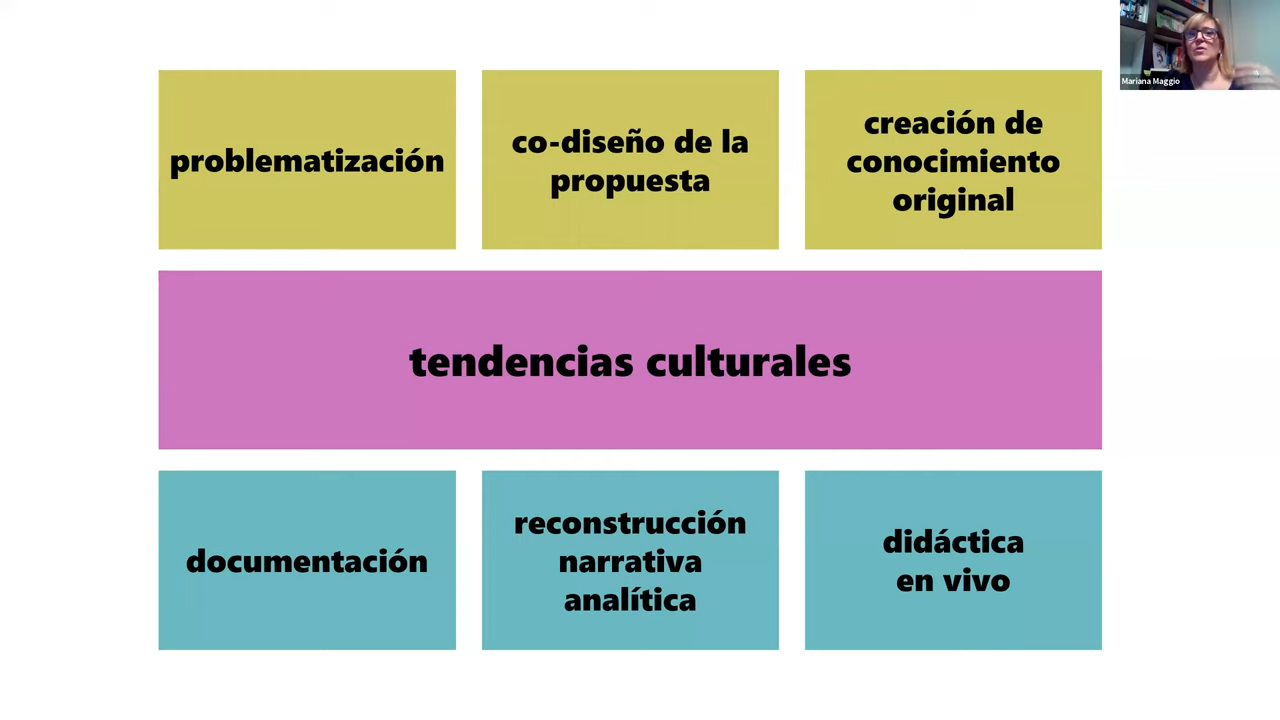 Mariana Maggio
problematización
co-diseño de la
propuesta
creación de
conocimiento
original
tendencias culturales
documentación
reconstrucción
narrativa
analítica
didáctica
en vivo